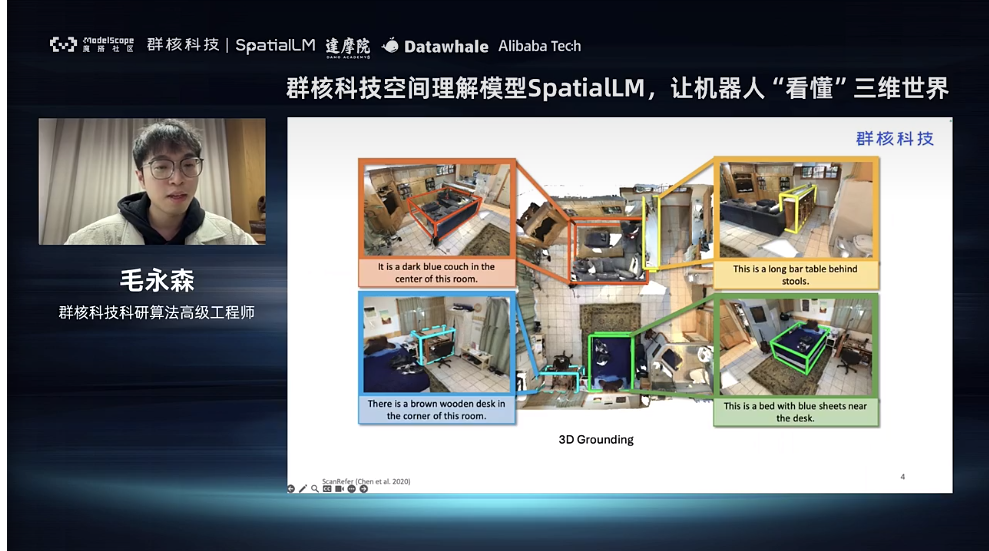 ModelScope
魔搭社区
群核科技 | SpatialLM
達摩院
DAMO ACADEMY
Datawhale
Alibaba Tech
群核科技空间理解模型SpatialLM，让机器人“看懂”三维世界
群核科技
It is a dark blue couch in the
center of this room.
This is a long bar table behind
stools.
毛永森
群核科技科研算法高级工程师
There is a brown wooden desk in
the corner of this room.
This is a bed with blue sheets near
the desk.
3D Grounding
ScanRefer (Chen et al. 2020)
4